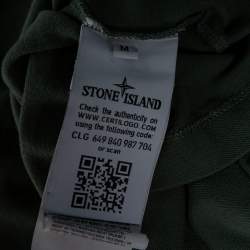 M
STONE ISLAND
Check the authenticity on
WWW.CERTILOGO.COM
using the following code:
CLG 649 840 987 704
or scan